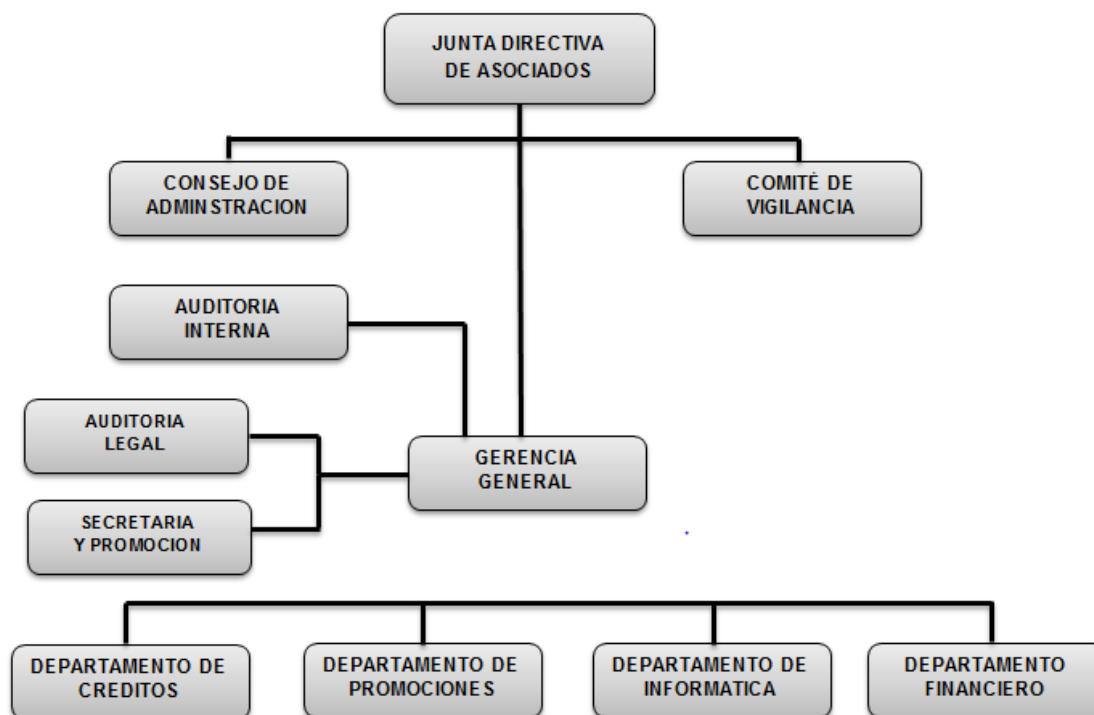 JUNTA DIRECTIVA
DE ASOCIADOS
CONSEJO DE
ADMINSTRACION
COMITÉ DE
VIGILANCIA
AUDITORIA
INTERNA
AUDITORIA
LEGAL
GERENCIA
GENERAL
SECRETARIA
Y PROMOCION
DEPARTAMENTO DE
CREDITOS
DEPARTAMENTO DE
PROMOCIONES
DEPARTAMENTO DE
INFORMATICA
DEPARTAMENTO
FINANCIERO